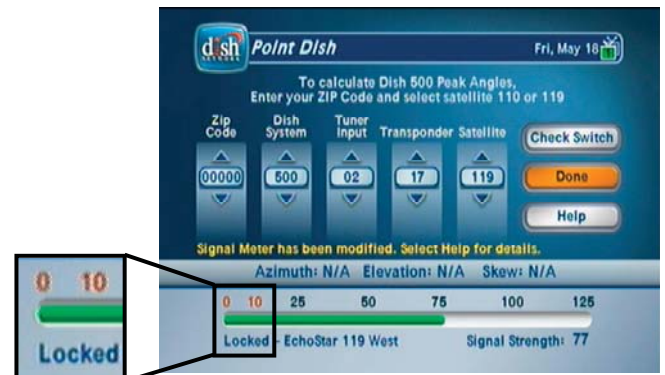 dish
NETWORK
Point Dish
Fri, May 18
To calculate Dish 500 Peak Angles,
Enter your ZIP Code and select satellite 110 or 119
Zip Code
Dish System
Tuner Input
Transponder
Satellite
00000
500
02
17
119
Check Switch
Done
Help
Signal Meter has been modified. Select Help for details.
Azimuth: N/A Elevation: N/A Skew: N/A
0 10 25 50 75 100 125
Locked - EchoStar 119 West
Signal Strength: 77
0 10
Locked